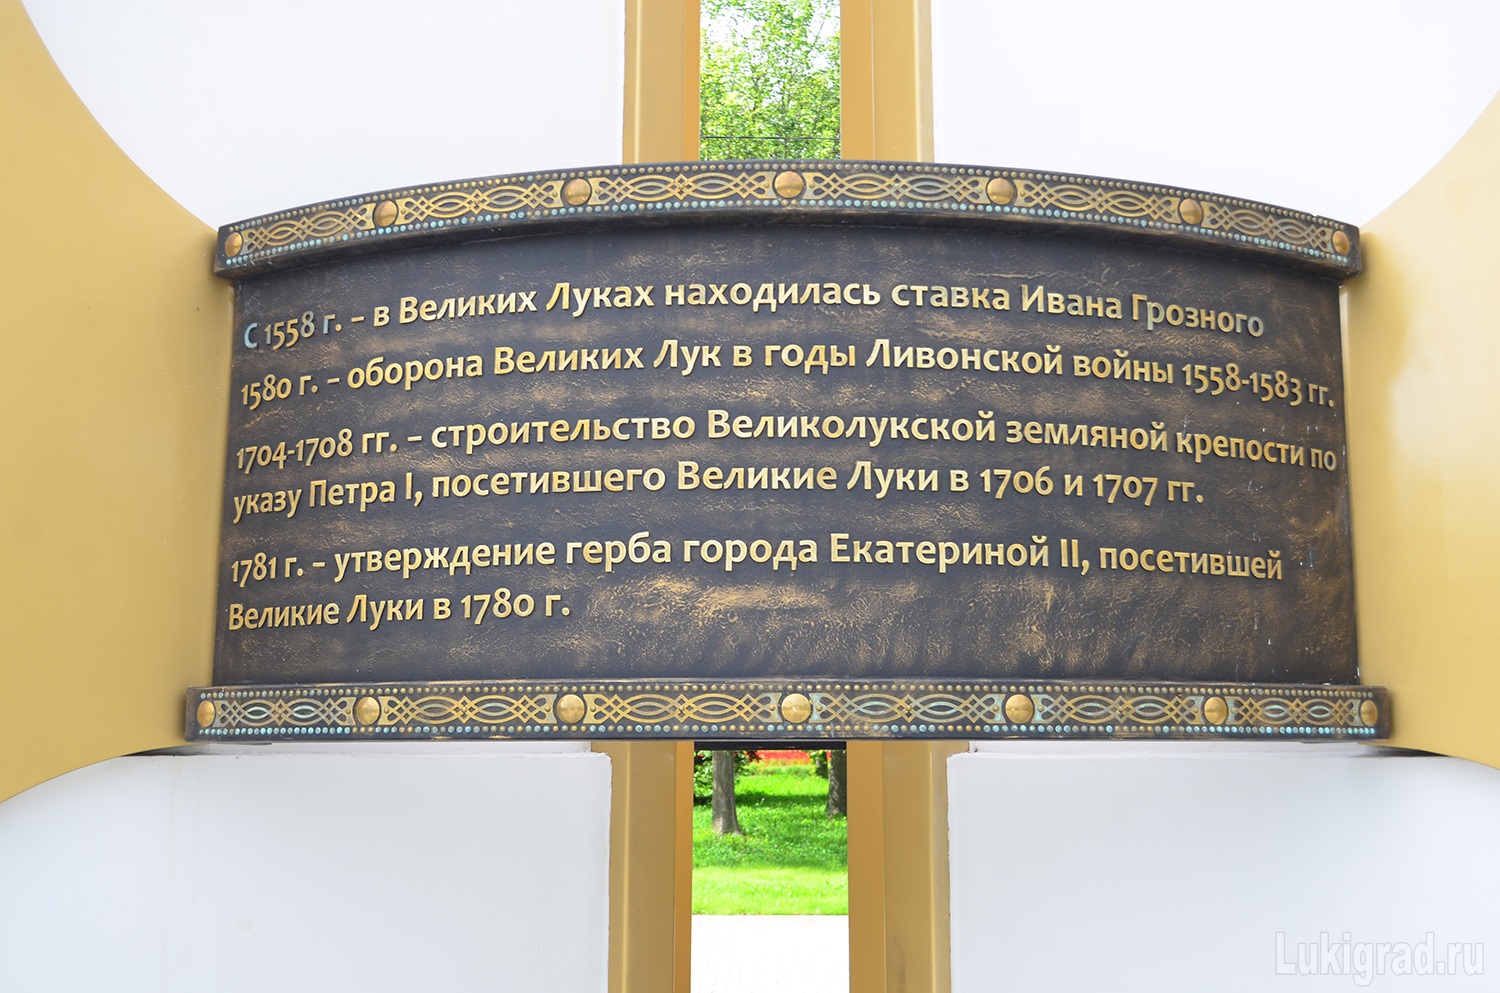 С 1558 г. – в Великих Луках находилась ставка Ивана Грозного
1580 г. – оборона Великих Лук в годы Ливонской войны 1558-1583 гг.
1704-1708 гг. – строительство Великолукской земляной крепости по
указу Петра I, посетившего Великие Луки в 1706 и 1707 гг.
1781 г. – утверждение герба города Екатериной II, посетившей
Великие Луки в 1780 г.
Lukigrad.ru